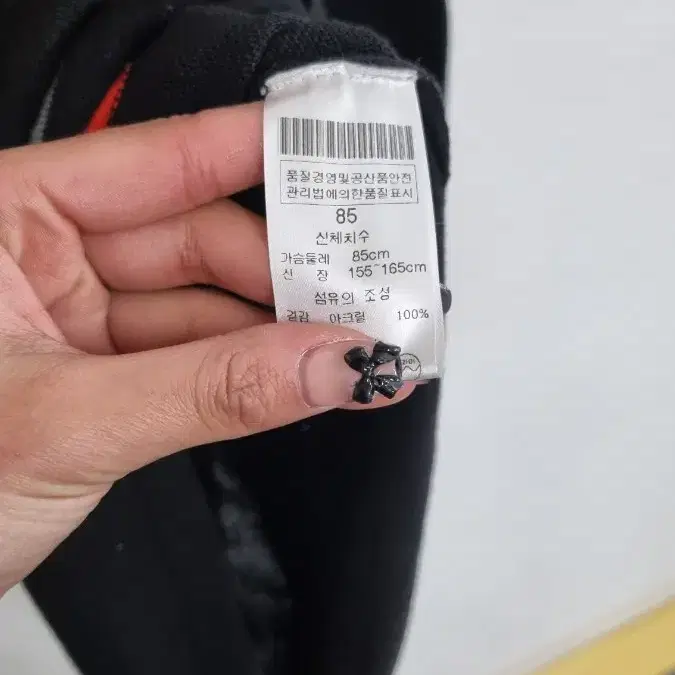 품질경영및공산품안전
관리법에의한품질표시
85
신체치수
가슴둘레 85cm
신 장 155~165cm
섬유의 조성
겉감 아크릴 100%